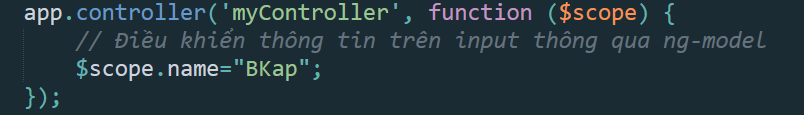 app.controller('myController', function ($scope) {
    // Điều khiển thông tin trên input thông qua ng-model
    $scope.name="BKap";
});